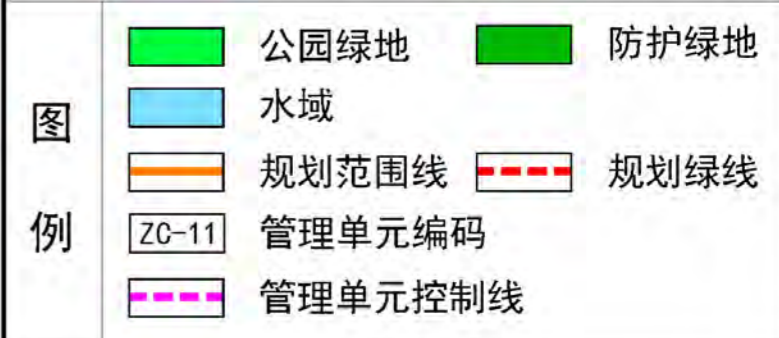 图例
公园绿地 防护绿地
水域
规划范围线 规划绿线
ZC-11 管理单元编码
管理单元控制线